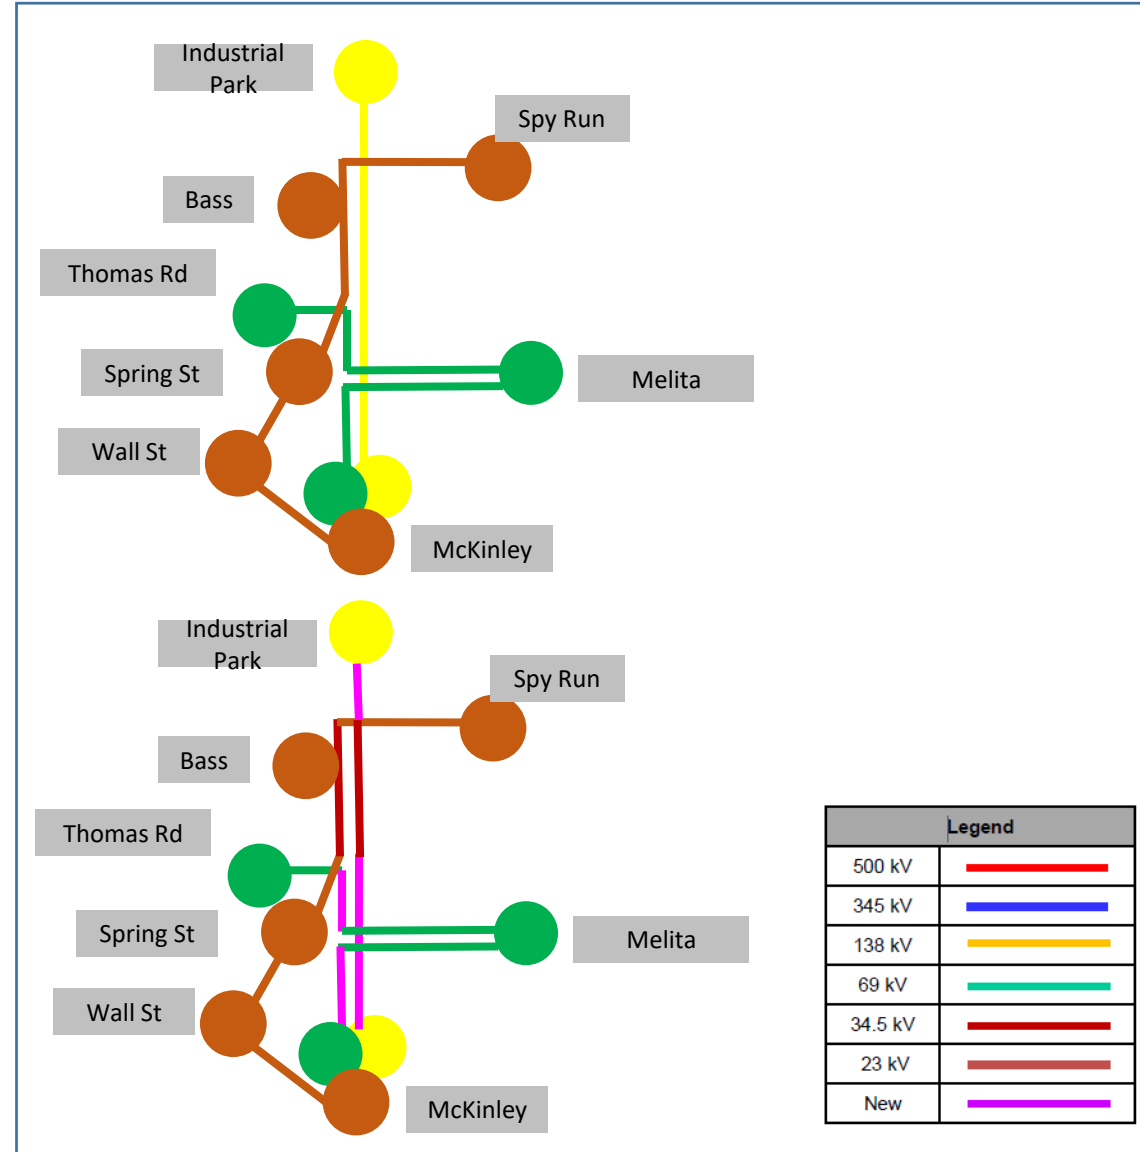 Industrial
Park
Spy Run
Bass
Thomas Rd
Spring St
Melita
Wall St
McKinley
Industrial
Park
Spy Run
Bass
Thomas Rd
Spring St
Melita
Wall St
McKinley
Legend
500 kV
345 kV
138 kV
69 kV
34.5 kV
23 kV
New